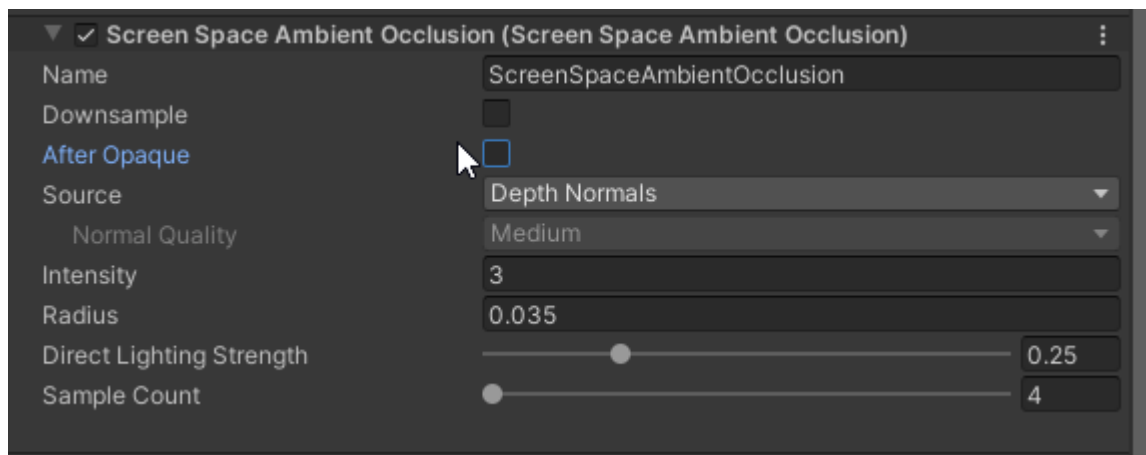 Screen Space Ambient Occlusion (Screen Space Ambient Occlusion)
Name ScreenSpaceAmbientOcclusion
Downsample
After Opaque
Source Depth Normals
Normal Quality Medium
Intensity 3
Radius 0.035
Direct Lighting Strength 0.25
Sample Count 4